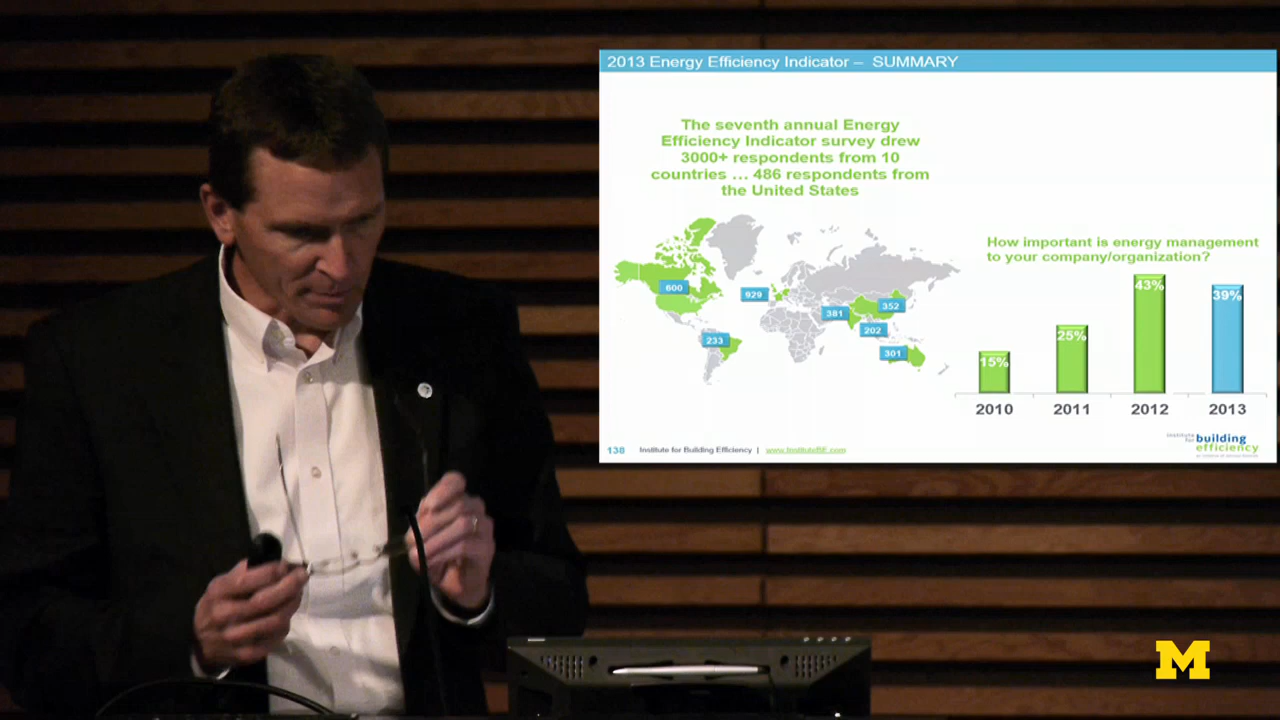 2013 Energy Efficiency Indicator – SUMMARY
The seventh annual Energy
Efficiency Indicator survey drew
3000+ respondents from 10
countries ... 486 respondents from
the United States
How important is energy management
to your company/organization?
600
929
381
352
202
233
301
15%
25%
43%
39%
2010
2011
2012
2013
138
Institute for Building Efficiency |
www.InstituteBE.com
institute
for building
efficiency
M